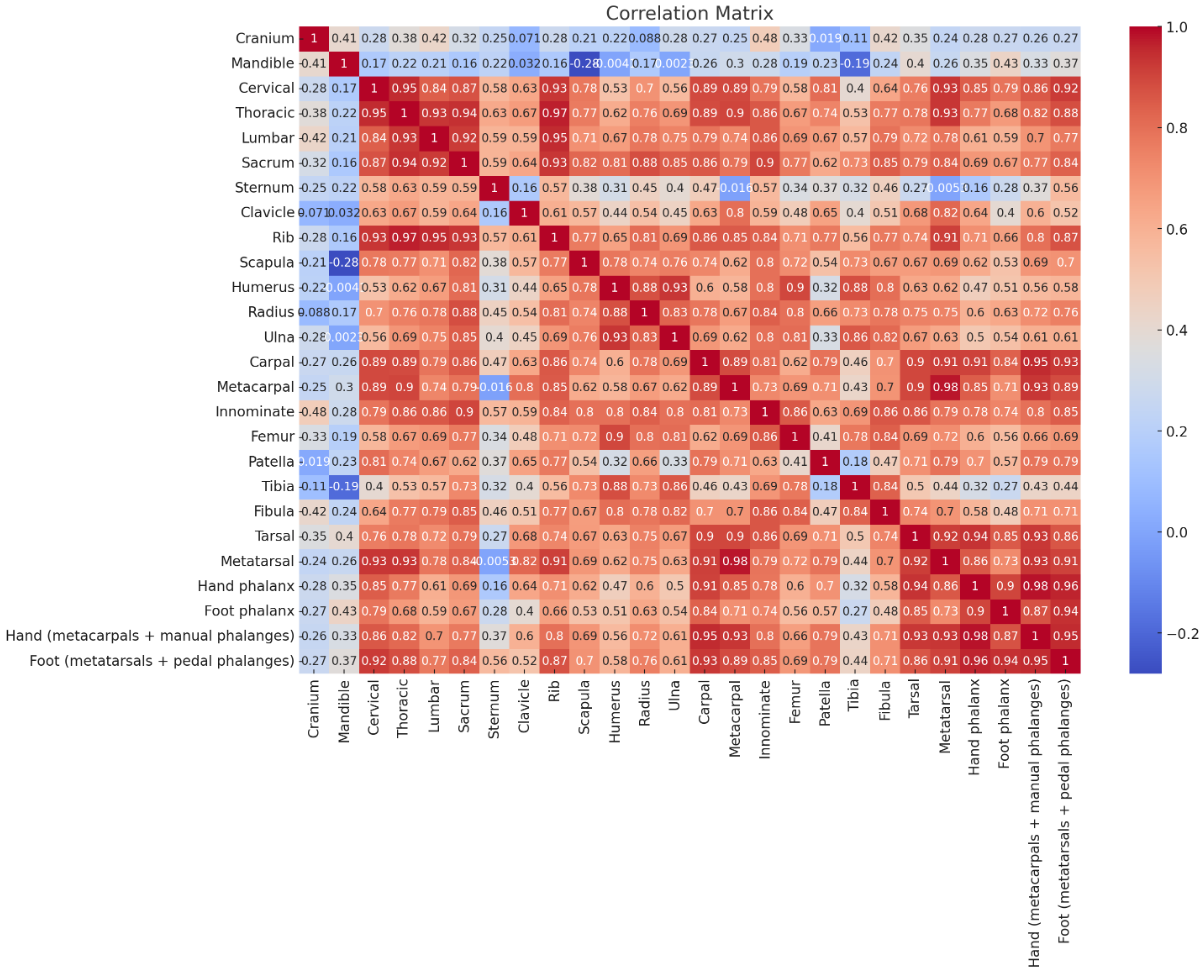 Correlation Matrix
Cranium 1 0.41 0.28 0.38 0.42 0.32 0.25 0.071 0.28 0.21 0.22 0.088 0.28 0.27 0.25 0.48 0.33 0.019 0.11 0.42 0.35 0.24 0.28 0.27 0.26 0.27
Mandible 0.41 1 0.17 0.22 0.21 0.16 0.22 0.032 0.16 -0.28 0.17 0.26 0.3 0.28 0.19 0.23 -0.19 0.24 0.4 0.26 0.35 0.43 0.33 0.37
Cervical 0.28 0.17 1 0.95 0.84 0.87 0.58 0.63 0.93 0.78 0.53 0.7 0.56 0.89 0.89 0.79 0.58 0.81 0.4 0.64 0.76 0.93 0.85 0.79 0.86 0.92
Thoracic 0.38 0.22 0.95 1 0.93 0.94 0.63 0.67 0.97 0.77 0.62 0.76 0.69 0.89 0.9 0.86 0.67 0.74 0.53 0.77 0.78 0.93 0.77 0.68 0.82 0.88
Lumbar 0.42 0.21 0.84 0.93 1 0.92 0.59 0.59 0.95 0.71 0.67 0.78 0.75 0.79 0.74 0.86 0.69 0.67 0.57 0.79 0.72 0.78 0.61 0.59 0.7 0.77
Sacrum 0.32 0.16 0.87 0.94 0.92 1 0.59 0.64 0.93 0.82 0.81 0.88 0.85 0.86 0.79 0.9 0.77 0.62 0.73 0.85 0.79 0.84 0.69 0.67 0.77 0.84
Sternum 0.25 0.22 0.58 0.63 0.59 0.59 1 0.16 0.57 0.38 0.31 0.45 0.4 0.47 -0.016 0.57 0.34 0.37 0.32 0.46 0.27 0.16 0.28 0.37 0.56
Clavicle 0.071 0.032 0.63 0.67 0.59 0.64 0.16 1 0.61 0.57 0.44 0.54 0.45 0.63 0.8 0.59 0.48 0.65 0.4 0.51 0.68 0.82 0.64 0.4 0.6 0.52
Rib 0.28 0.16 0.93 0.97 0.95 0.93 0.57 0.61 1 0.77 0.65 0.81 0.69 0.86 0.85 0.84 0.71 0.77 0.56 0.77 0.74 0.91 0.71 0.66 0.8 0.87
Scapula 0.21 -0.28 0.78 0.77 0.71 0.82 0.38 0.57 0.77 1 0.78 0.74 0.76 0.74 0.62 0.8 0.72 0.54 0.73 0.67 0.67 0.69 0.62 0.53 0.69 0.7
Humerus 0.22 0.53 0.62 0.67 0.81 0.31 0.44 0.65 0.78 1 0.88 0.93 0.6 0.58 0.8 0.9 0.32 0.88 0.8 0.63 0.62 0.47 0.51 0.56 0.58
Radius 0.088 0.17 0.7 0.76 0.78 0.88 0.45 0.54 0.81 0.74 0.88 1 0.83 0.78 0.67 0.84 0.8 0.66 0.73 0.78 0.75 0.75 0.6 0.63 0.72 0.76
Ulna 0.28 0.56 0.69 0.75 0.85 0.4 0.45 0.69 0.76 0.93 0.83 1 0.69 0.62 0.8 0.81 0.33 0.86 0.82 0.67 0.63 0.5 0.54 0.61 0.61
Carpal 0.27 0.26 0.89 0.89 0.79 0.86 0.47 0.63 0.86 0.74 0.6 0.78 0.69 1 0.89 0.81 0.62 0.79 0.46 0.7 0.9 0.91 0.91 0.84 0.95 0.93
Metacarpal 0.25 0.3 0.89 0.9 0.74 0.79 -0.016 0.8 0.85 0.62 0.58 0.67 0.62 0.89 1 0.73 0.69 0.71 0.43 0.7 0.9 0.98 0.85 0.71 0.93 0.89
Innominate 0.48 0.28 0.79 0.86 0.86 0.9 0.57 0.59 0.84 0.8 0.8 0.84 0.8 0.81 0.73 1 0.86 0.63 0.69 0.86 0.86 0.79 0.78 0.74 0.8 0.85
Femur 0.33 0.19 0.58 0.67 0.69 0.77 0.34 0.48 0.71 0.72 0.9 0.8 0.81 0.62 0.69 0.86 1 0.41 0.78 0.84 0.69 0.72 0.6 0.56 0.66 0.69
Patella 0.019 0.23 0.81 0.74 0.67 0.62 0.37 0.65 0.77 0.54 0.32 0.66 0.33 0.79 0.71 0.63 0.41 1 0.18 0.47 0.71 0.79 0.7 0.57 0.79 0.79
Tibia 0.11 -0.19 0.4 0.53 0.57 0.73 0.32 0.4 0.56 0.73 0.88 0.73 0.86 0.46 0.43 0.69 0.78 0.18 1 0.84 0.5 0.44 0.32 0.27 0.43 0.44
Fibula 0.42 0.24 0.64 0.77 0.79 0.85 0.46 0.51 0.77 0.67 0.8 0.78 0.82 0.7 0.7 0.86 0.84 0.47 0.84 1 0.74 0.7 0.58 0.48 0.71 0.71
Tarsal 0.35 0.4 0.76 0.78 0.72 0.79 0.27 0.68 0.74 0.67 0.63 0.75 0.67 0.9 0.9 0.86 0.69 0.71 0.5 0.74 1 0.92 0.94 0.85 0.93 0.86
Metatarsal 0.24 0.26 0.93 0.93 0.78 0.84 0.0053 0.82 0.91 0.69 0.62 0.75 0.63 0.91 0.98 0.79 0.72 0.79 0.44 0.7 0.92 1 0.86 0.73 0.93 0.91
Hand phalanx 0.28 0.35 0.85 0.77 0.61 0.69 0.16 0.64 0.71 0.62 0.47 0.6 0.5 0.91 0.85 0.78 0.6 0.7 0.32 0.58 0.94 0.86 1 0.9 0.98 0.96
Foot phalanx 0.27 0.43 0.79 0.68 0.59 0.67 0.28 0.4 0.66 0.53 0.51 0.63 0.54 0.84 0.71 0.74 0.56 0.57 0.27 0.48 0.85 0.73 0.9 1 0.87 0.94
Hand (metacarpals + manual phalanges) 0.26 0.33 0.86 0.82 0.7 0.77 0.37 0.6 0.8 0.69 0.56 0.72 0.61 0.95 0.93 0.8 0.66 0.79 0.43 0.71 0.93 0.93 0.98 0.87 1 0.95
Foot (metatarsals + pedal phalanges) 0.27 0.37 0.92 0.88 0.77 0.84 0.56 0.52 0.87 0.7 0.58 0.76 0.61 0.93 0.89 0.85 0.69 0.79 0.44 0.71 0.86 0.91 0.96 0.94 0.95 1
Cranium
Mandible
Cervical
Thoracic
Lumbar
Sacrum
Sternum
Clavicle
Rib
Scapula
Humerus
Radius
Ulna
Carpal
Metacarpal
Innominate
Femur
Patella
Tibia
Fibula
Tarsal
Metatarsal
Hand phalanx
Foot phalanx
Hand (metacarpals + manual phalanges)
Foot (metatarsals + pedal phalanges)
1.0
0.8
0.6
0.4
0.2
0.0
−0.2